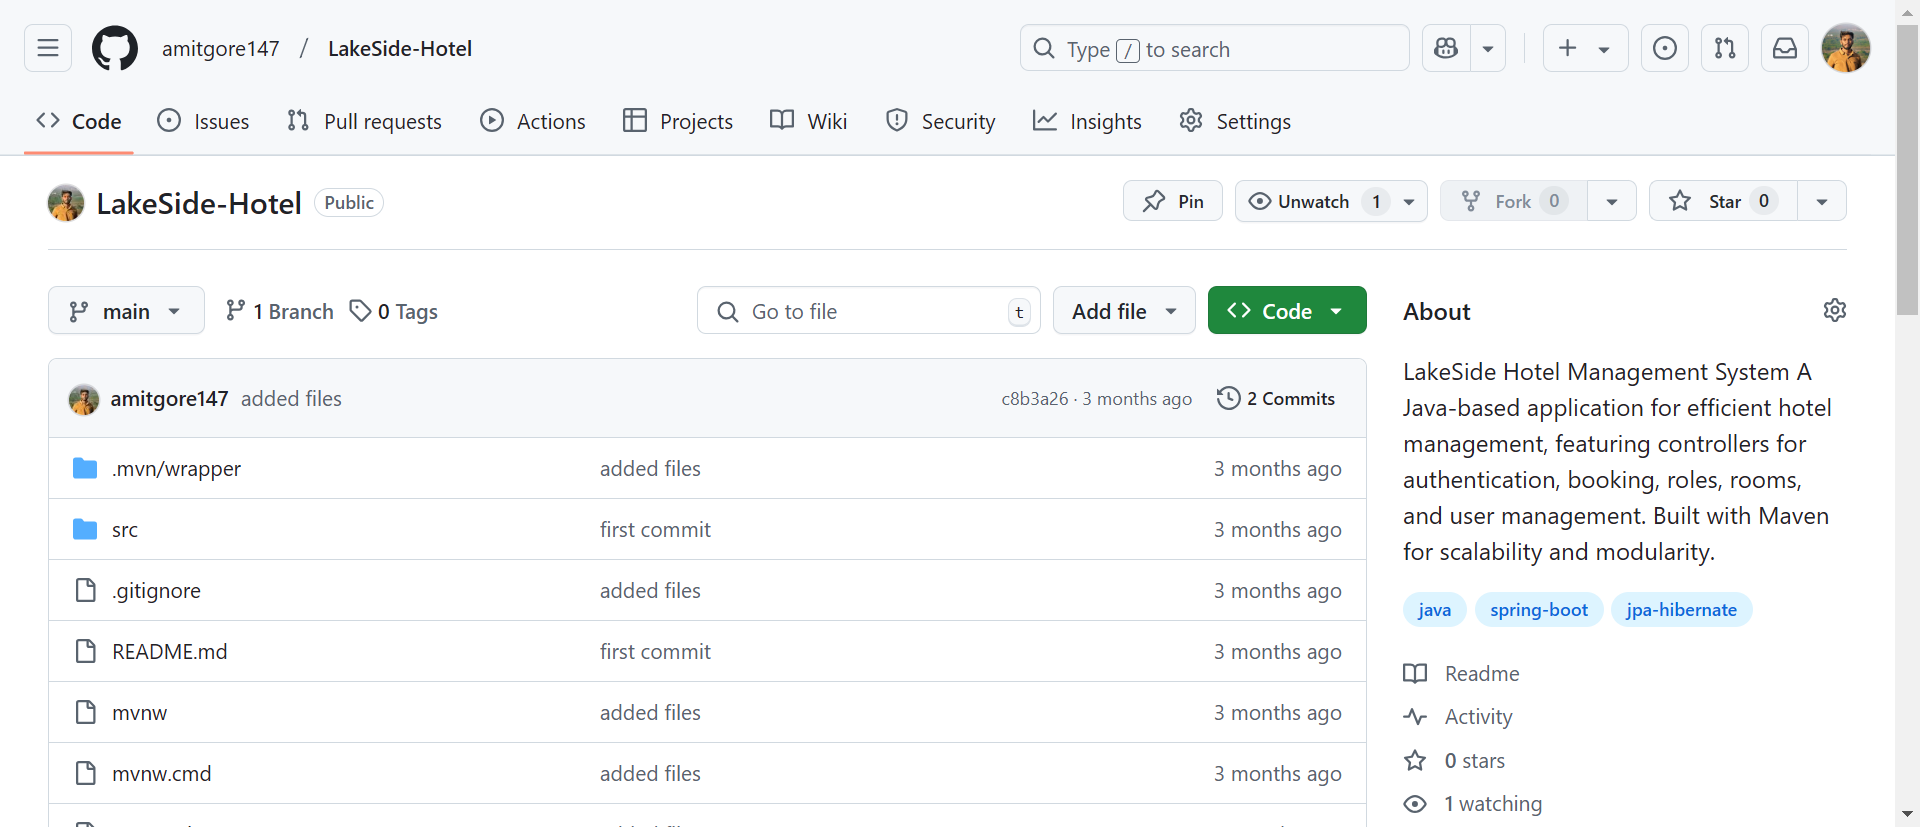 amitgore147 / LakeSide-Hotel
Type / to search
Code
Issues
Pull requests
Actions
Projects
Wiki
Security
Insights
Settings
LakeSide-Hotel Public
Pin
Unwatch 1
Fork 0
Star 0
main
1 Branch
0 Tags
Go to file t
Add file
Code
amitgore147 added files c8b3a26 · 3 months ago 2 Commits
.mvn/wrapper added files 3 months ago
src first commit 3 months ago
.gitignore added files 3 months ago
README.md first commit 3 months ago
mvnw added files 3 months ago
mvnw.cmd added files 3 months ago
About
LakeSide Hotel Management System A
Java-based application for efficient hotel
management, featuring controllers for
authentication, booking, roles, rooms,
and user management. Built with Maven
for scalability and modularity.
java spring-boot jpa-hibernate
Readme
Activity
0 stars
1 watching